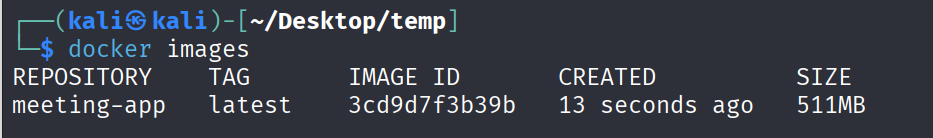 ┌──(kali㉿kali)-[~/Desktop/temp]
└─$ docker images
REPOSITORY    TAG       IMAGE ID       CREATED          SIZE
meeting-app   latest    3cd9d7f3b39b   13 seconds ago   511MB